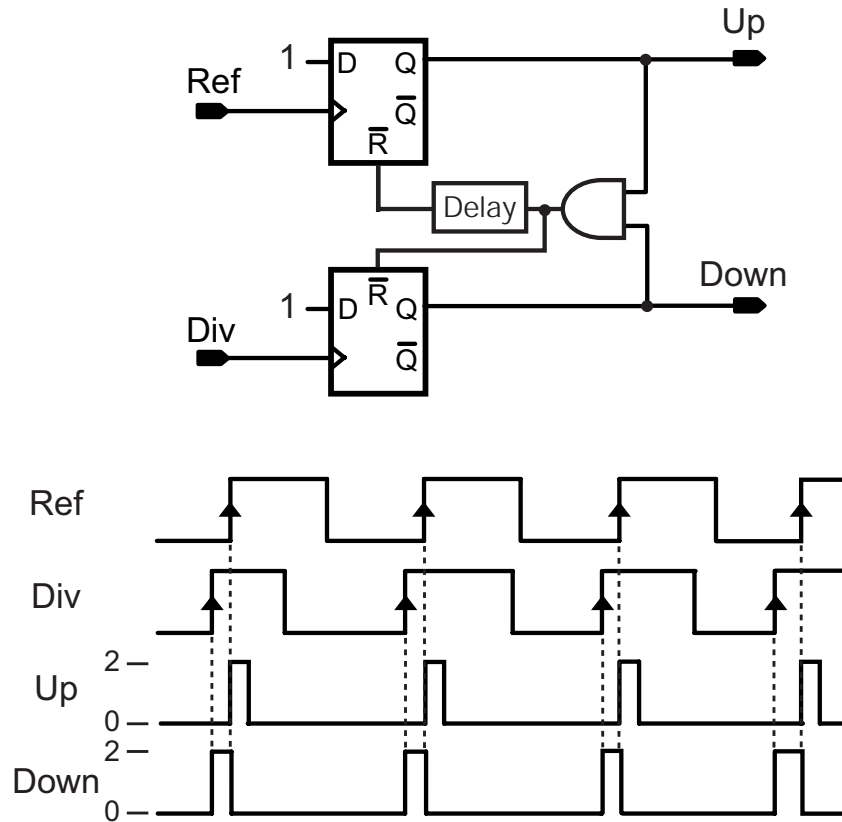 Up
1 D Q
Ref
Q̅
R̅
Delay
Down
R̅
1 D Q
Div
Q̅
Ref
Div
2
Up
0
2
Down
0